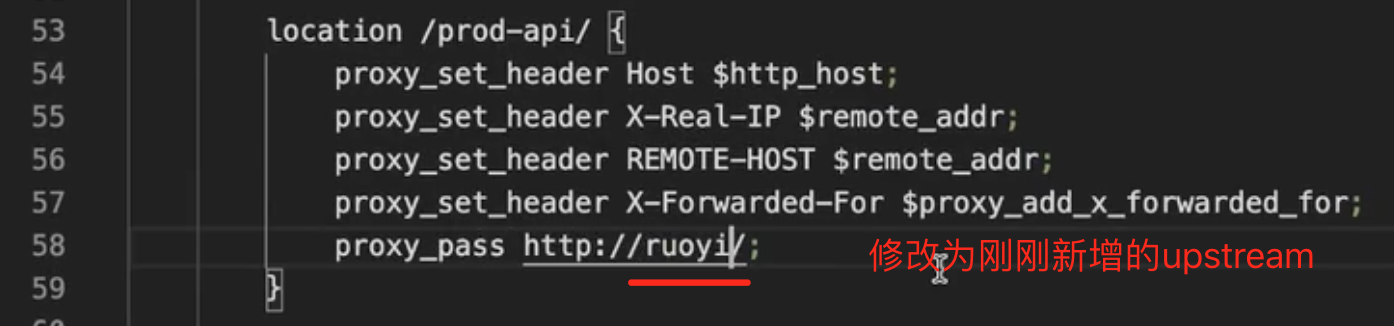 53 location /prod-api/ {
54 proxy_set_header Host $http_host;
55 proxy_set_header X-Real-IP $remote_addr;
56 proxy_set_header REMOTE-HOST $remote_addr;
57 proxy_set_header X-Forwarded-For $proxy_add_x_forwarded_for;
58 proxy_pass http://ruoyi/; 修改为刚刚新增的upstream
59 }